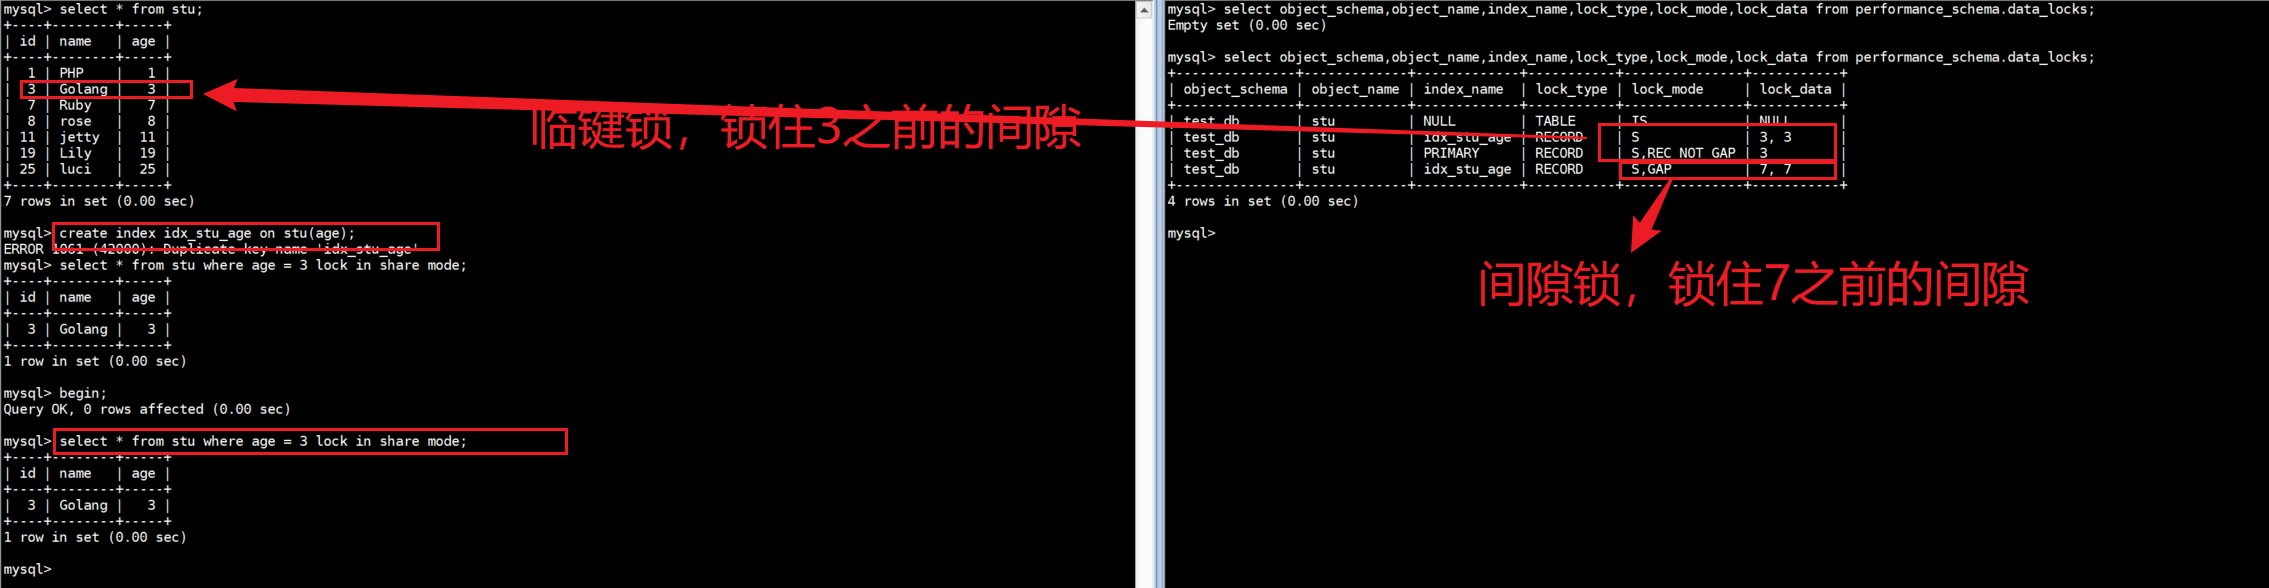 mysql> select * from stu;
+----+--------+-----+
| id | name   | age |
+----+--------+-----+
|  1 | PHP    |   1 |
|  3 | Golang |   3 |
|  7 | Ruby   |   7 |
|  8 | rose   |   8 |
| 11 | jetty  |  11 |
| 19 | Lily   |  19 |
| 25 | luci   |  25 |
+----+--------+-----+
7 rows in set (0.00 sec)
mysql> create index idx_stu_age on stu(age);
ERROR 1061 (42000): Duplicate key name 'idx_stu_age'
mysql> select * from stu where age = 3 lock in share mode;
+----+--------+-----+
| id | name   | age |
+----+--------+-----+
|  3 | Golang |   3 |
+----+--------+-----+
1 row in set (0.00 sec)
mysql> begin;
Query OK, 0 rows affected (0.00 sec)
mysql> select * from stu where age = 3 lock in share mode;
+----+--------+-----+
| id | name   | age |
+----+--------+-----+
|  3 | Golang |   3 |
+----+--------+-----+
1 row in set (0.00 sec)
mysql>
临键锁，锁住3之前的间隙
mysql> select object_schema,object_name,index_name,lock_type,lock_mode,lock_data from performance_schema.data_locks;
Empty set (0.00 sec)
mysql> select object_schema,object_name,index_name,lock_type,lock_mode,lock_data from performance_schema.data_locks;
+---------------+-------------+-------------+-----------+---------------+-----------+
| object_schema | object_name | index_name  | lock_type | lock_mode     | lock_data |
+---------------+-------------+-------------+-----------+---------------+-----------+
| test_db       | stu         | NULL        | TABLE     | IS            | NULL      |
| test_db       | stu         | idx_stu_age | RECORD    | S             | 3, 3      |
| test_db       | stu         | PRIMARY     | RECORD    | S,REC_NOT_GAP | 3         |
| test_db       | stu         | idx_stu_age | RECORD    | S,GAP         | 7, 7      |
+---------------+-------------+-------------+-----------+---------------+-----------+
4 rows in set (0.00 sec)
mysql>
间隙锁，锁住7之前的间隙